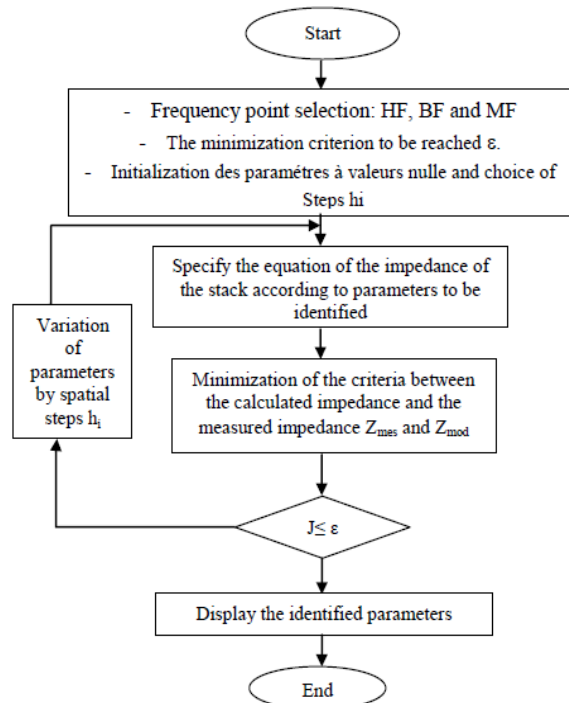 Start
- Frequency point selection: HF, BF and MF
- The minimization criterion to be reached ε.
- Initialization des paramétres à valeurs nulle and choice of
Steps hi
Specify the equation of the impedance of
the stack according to parameters to be
identified
Variation
of
parameters
by spatial
steps hᵢ
Minimization of the criteria between
the calculated impedance and the
measured impedance Zmes and Zmod
J≤ ε
Display the identified parameters
End